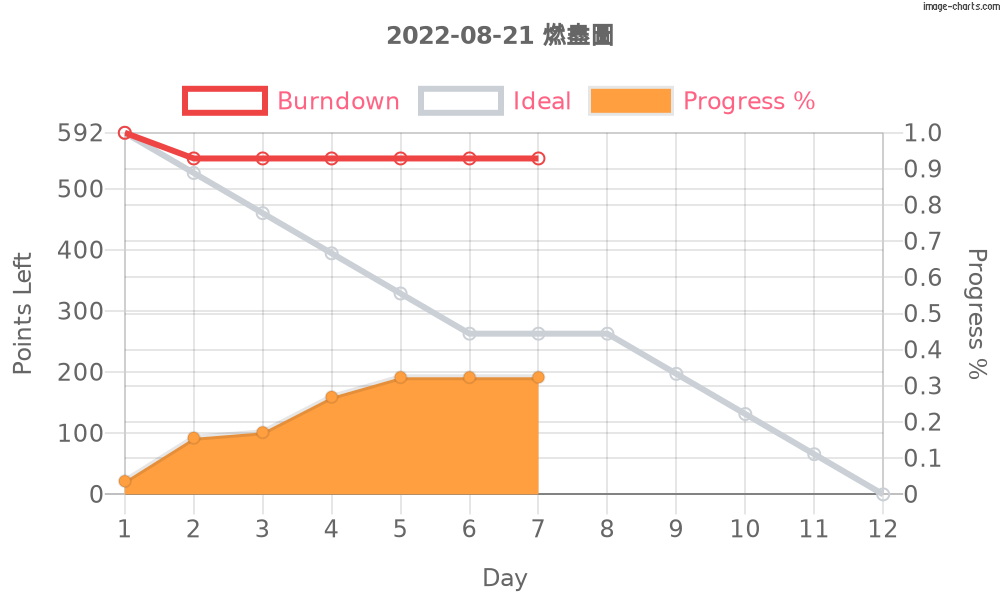 image-charts.com
2022-08-21 燃盡圖
Burndown Ideal Progress %
592
500
400
300
200
100
0
Points Left
1.0
0.9
0.8
0.7
0.6
0.5
0.4
0.3
0.2
0.1
0
Progress %
1 2 3 4 5 6 7 8 9 10 11 12
Day